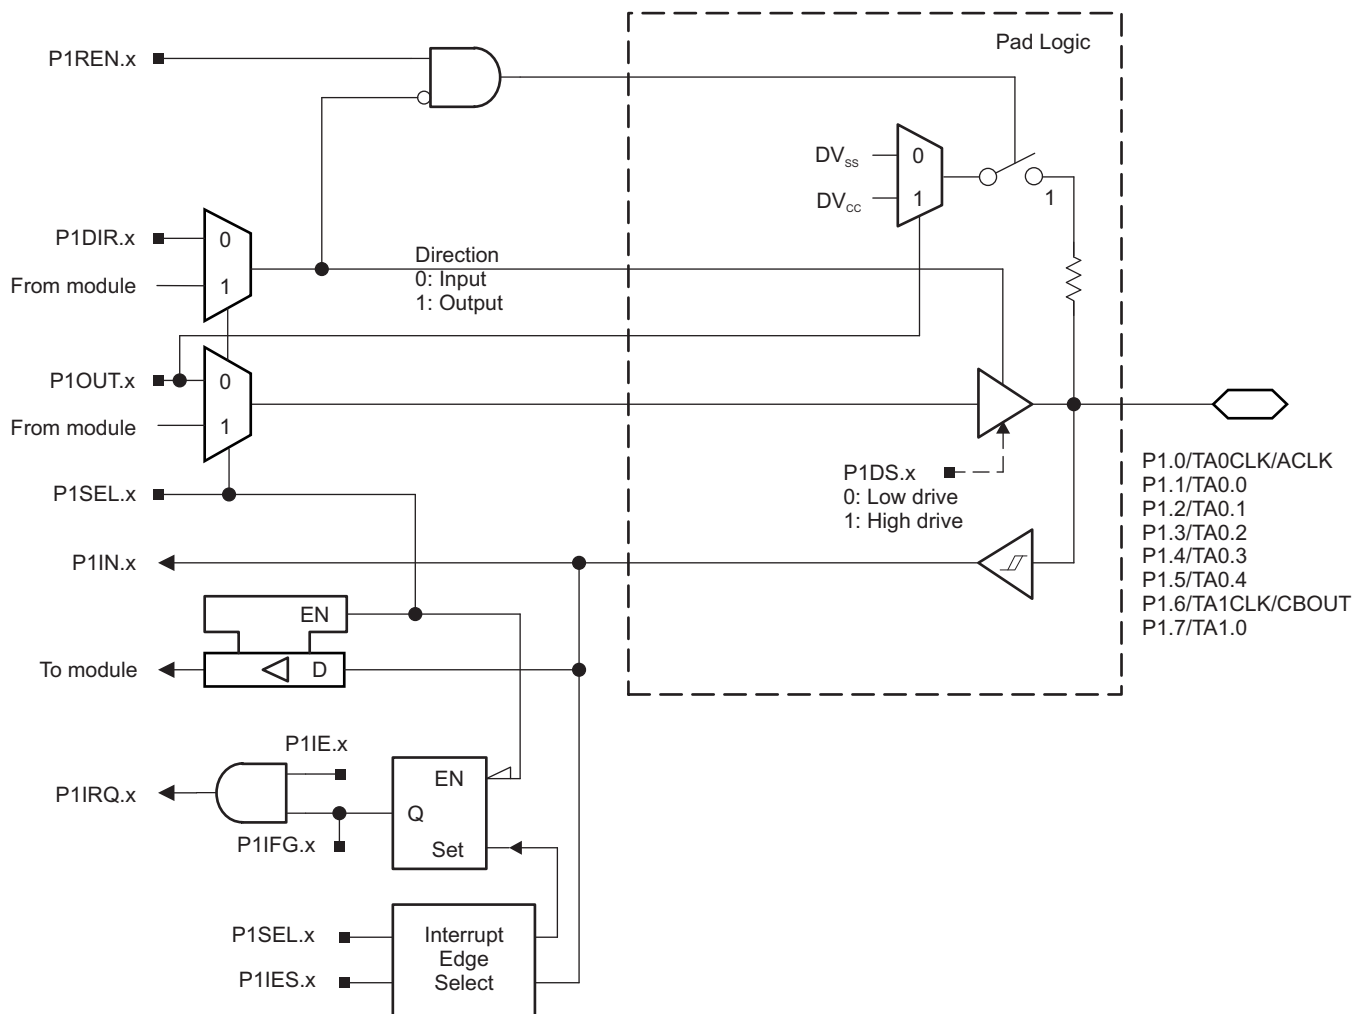 Pad Logic
P1REN.x
DVSS
0
DVCC
1
1
P1DIR.x
0
From module
1
Direction
0: Input
1: Output
P1OUT.x
0
From module
1
P1DS.x
0: Low drive
1: High drive
P1.0/TA0CLK/ACLK
P1.1/TA0.0
P1.2/TA0.1
P1.3/TA0.2
P1.4/TA0.3
P1.5/TA0.4
P1.6/TA1CLK/CBOUT
P1.7/TA1.0
P1SEL.x
P1IN.x
EN
To module
D
P1IE.x
P1IRQ.x
EN
Q
P1IFG.x
Set
P1SEL.x
P1IES.x
Interrupt
Edge
Select